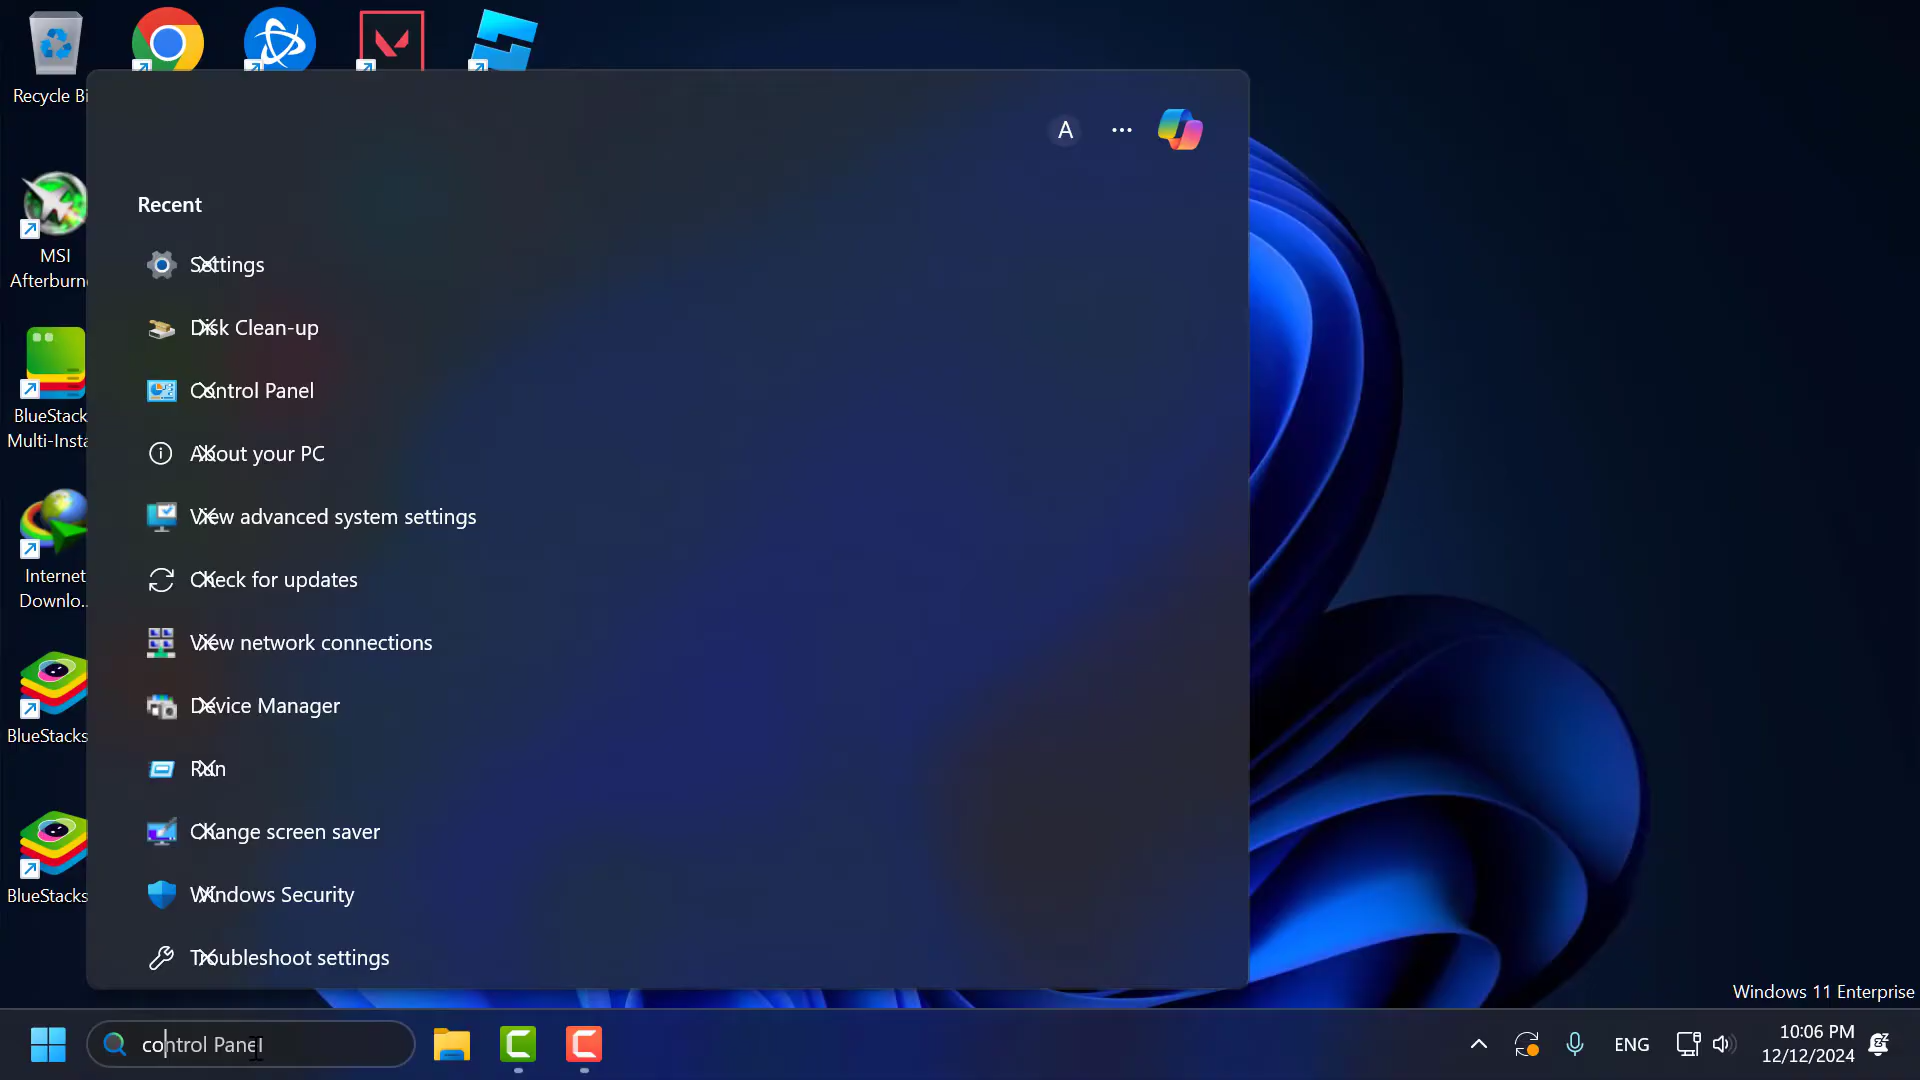 Recycle Bi
A
Recent
Settings
Disk Clean-up
Control Panel
About your PC
View advanced system settings
Check for updates
View network connections
Device Manager
Run
Change screen saver
Windows Security
Troubleshoot settings
MSI
Afterburn
BlueStack
Multi-Insta
Internet
Downlo...
BlueStacks
BlueStacks
Windows 11 Enterprise
control Panel
ENG
10:06 PM
12/12/2024